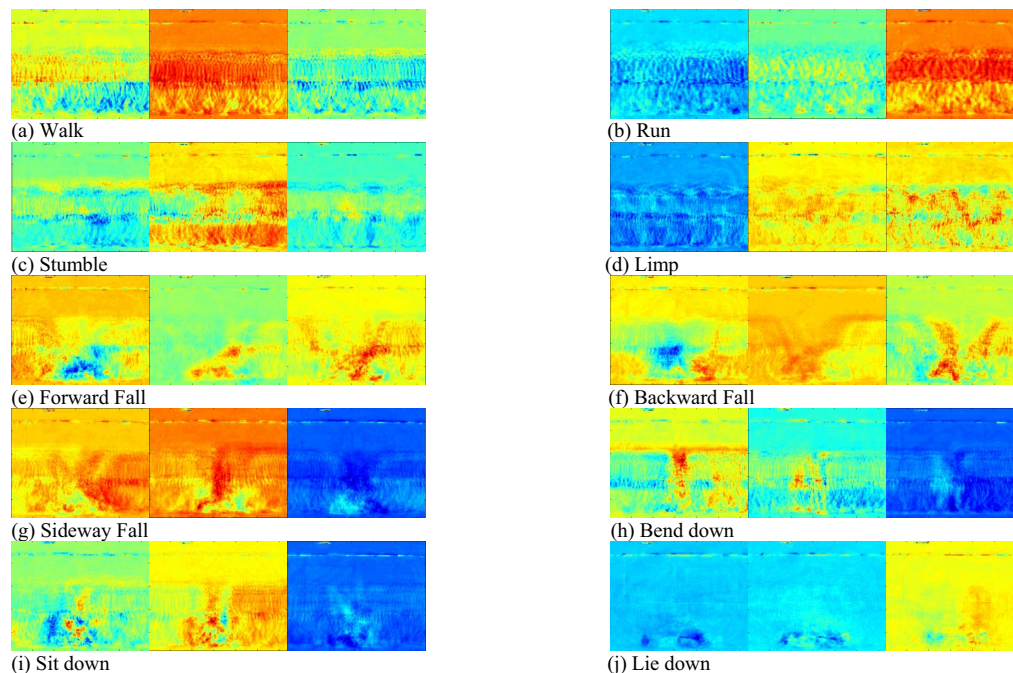 (a) Walk
(b) Run
(c) Stumble
(d) Limp
(e) Forward Fall
(f) Backward Fall
(g) Sideway Fall
(h) Bend down
(i) Sit down
(j) Lie down